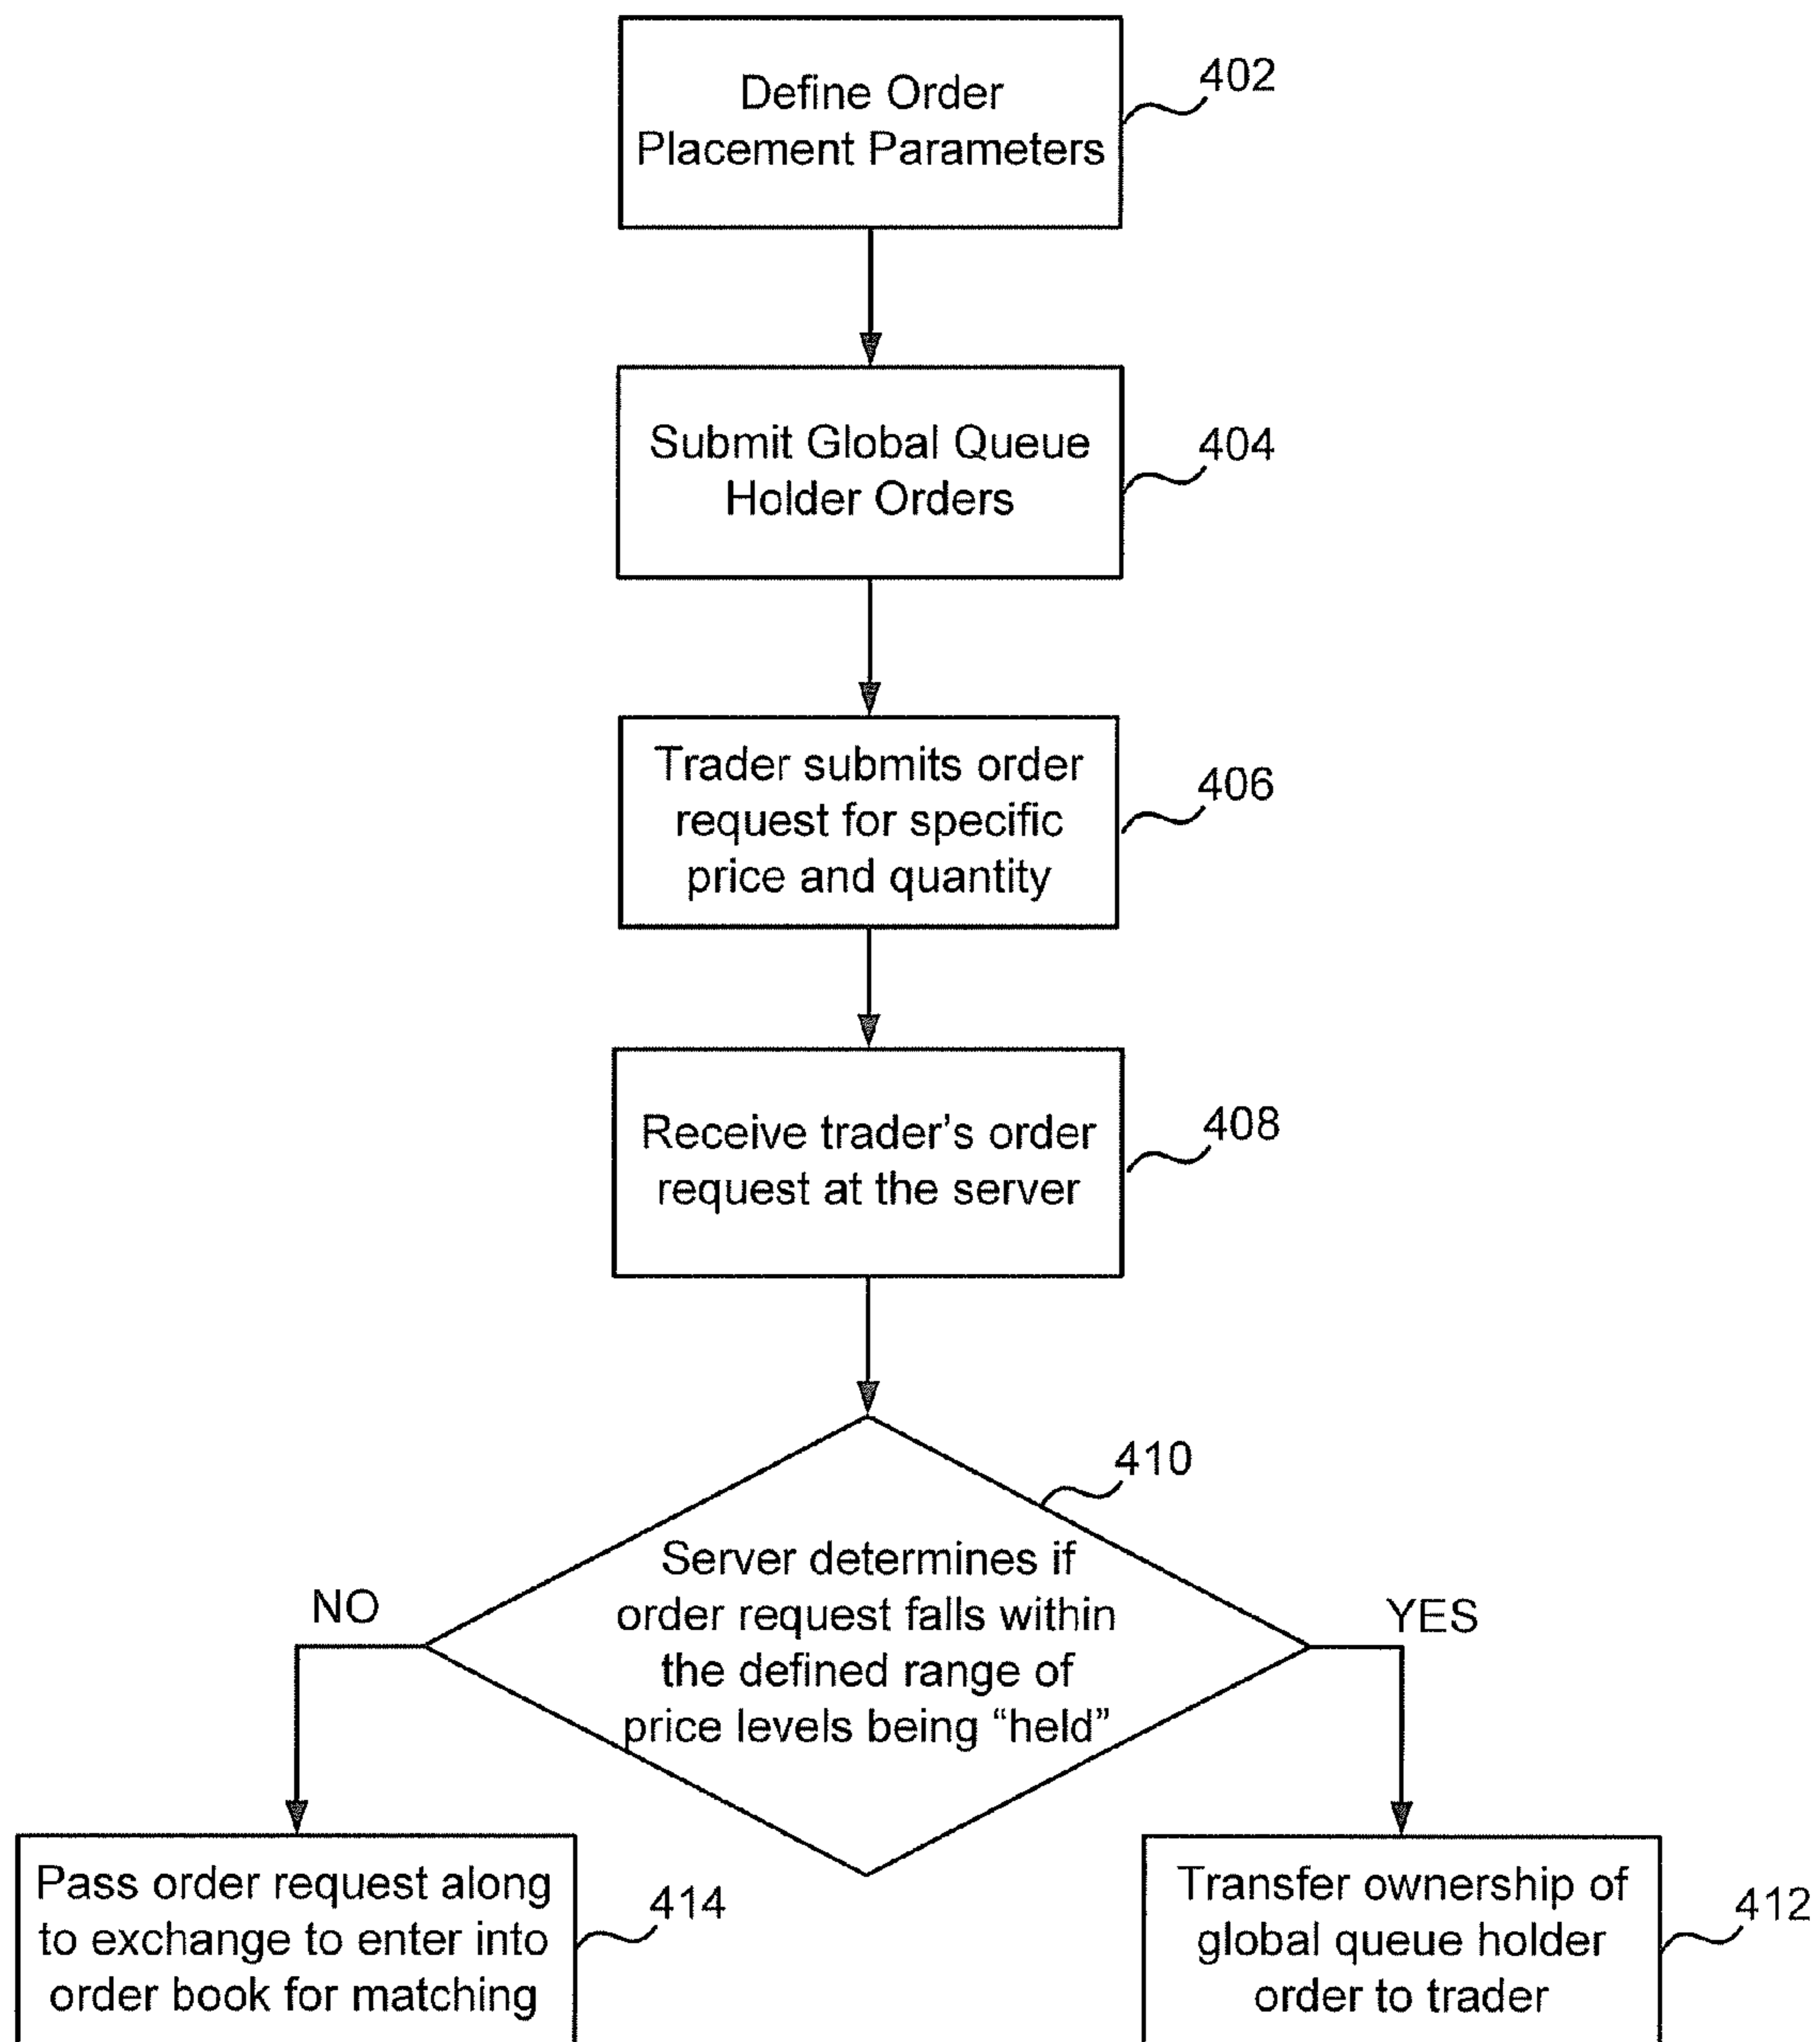 Define Order
Placement Parameters
402
Submit Global Queue
Holder Orders
404
Trader submits order
request for specific
price and quantity
406
Receive trader's order
request at the server
408
410
Server determines if
order request falls within
the defined range of
price levels being “held”
NO
YES
Pass order request along
to exchange to enter into
order book for matching
414
Transfer ownership of
global queue holder
order to trader
412